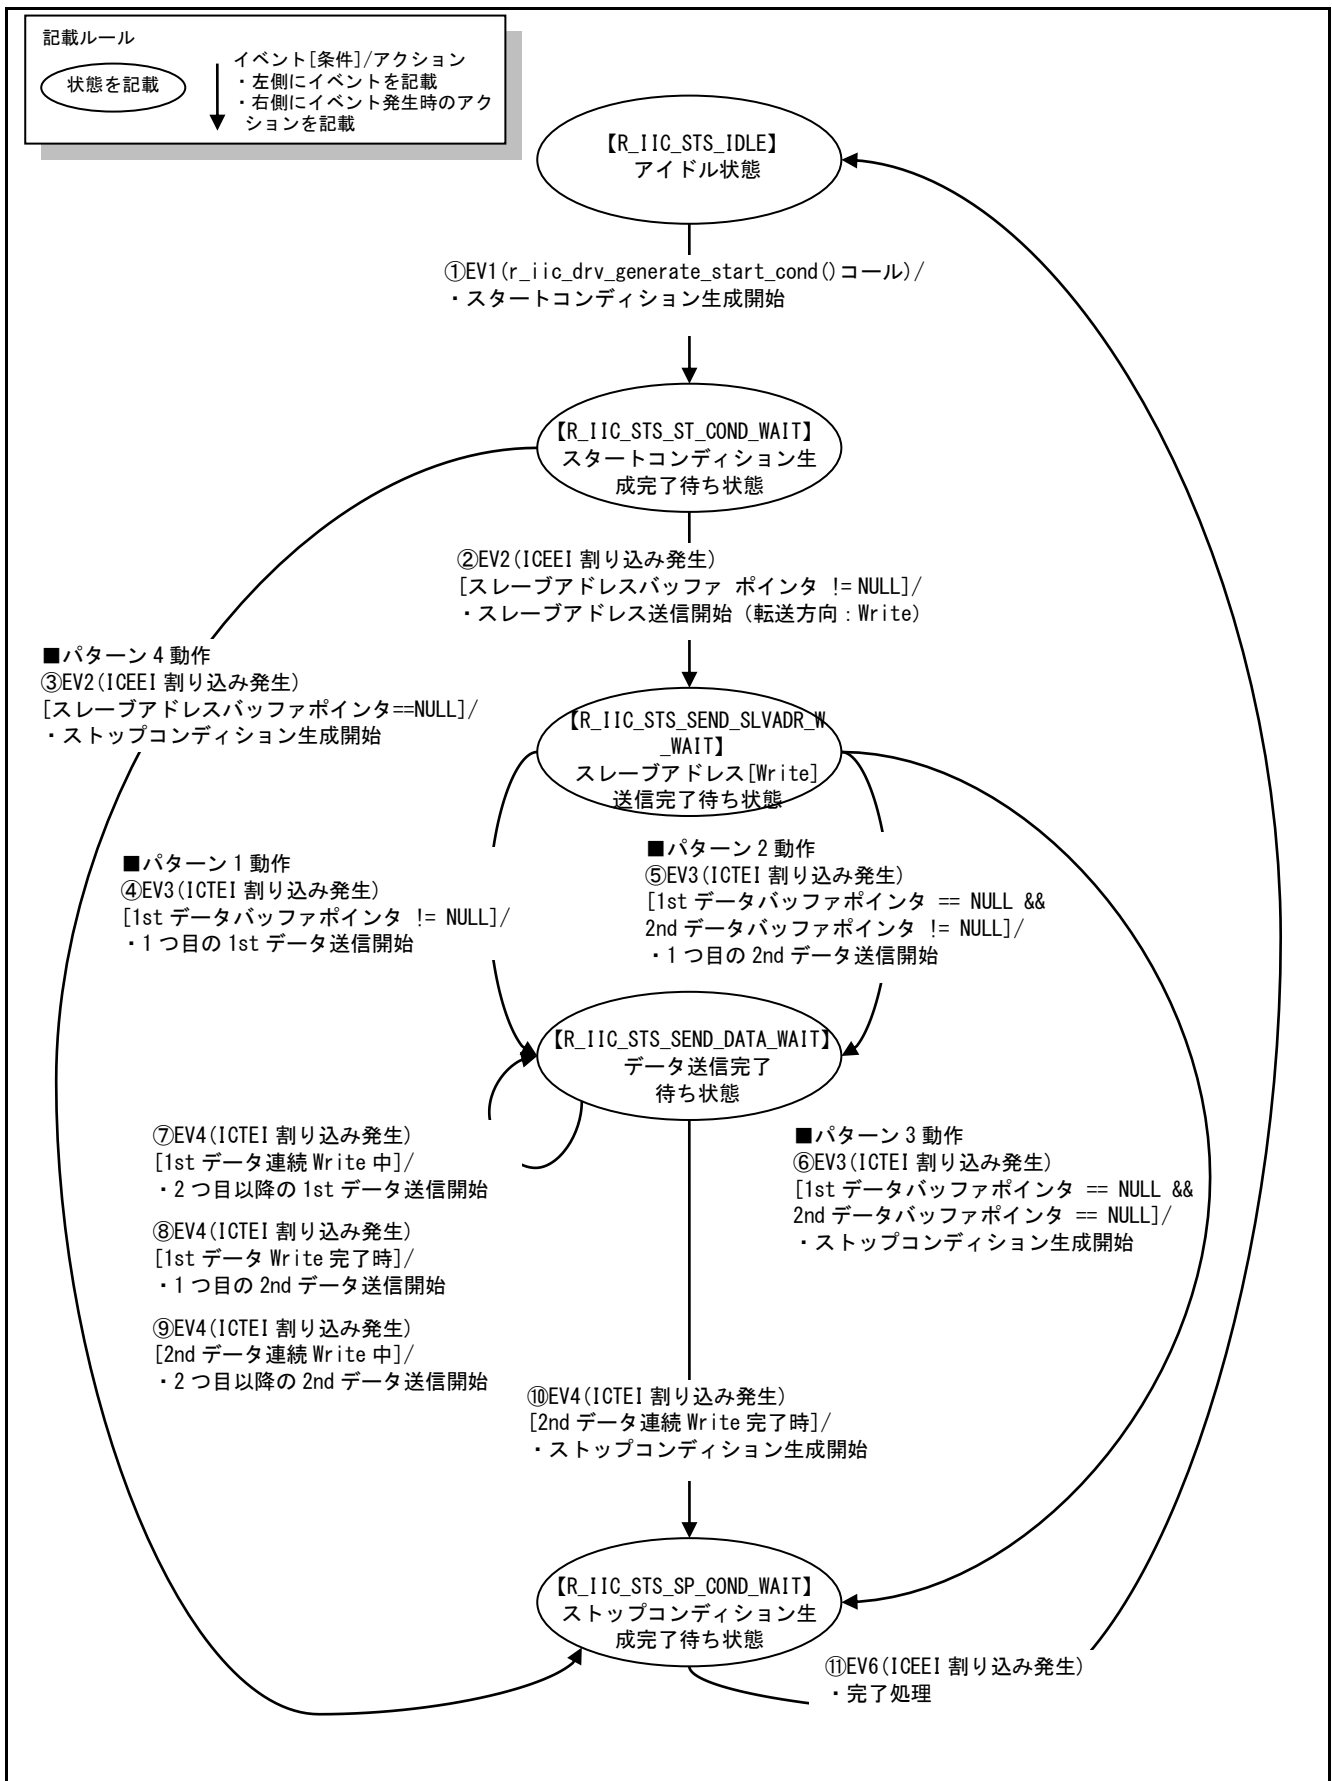 記載ルール
状態を記載
イベント[条件]/アクション
・左側にイベントを記載
・右側にイベント発生時のアク
ションを記載
【R_IIC_STS_IDLE】
アイドル状態
①EV1(r_iic_drv_generate_start_cond()コール)/
・スタートコンディション生成開始
【R_IIC_STS_ST_COND_WAIT】
スタートコンディション生
成完了待ち状態
②EV2(ICEEI 割り込み発生)
[スレーブアドレスバッファ ポインタ != NULL]/
・スレーブアドレス送信開始（転送方向：Write）
■パターン 4 動作
③EV2(ICEEI 割り込み発生)
[スレーブアドレスバッファポインタ==NULL]/
・ストップコンディション生成開始
【R_IIC_STS_SEND_SLVADR_W
_WAIT】
スレーブアドレス[Write]
送信完了待ち状態
■パターン 1 動作
④EV3(ICTEI 割り込み発生)
[1st データバッファポインタ != NULL]/
・1 つ目の 1st データ送信開始
■パターン 2 動作
⑤EV3(ICTEI 割り込み発生)
[1st データバッファポインタ == NULL &&
2nd データバッファポインタ != NULL]/
・1 つ目の 2nd データ送信開始
【R_IIC_STS_SEND_DATA_WAIT】
データ送信完了
待ち状態
⑦EV4(ICTEI 割り込み発生)
[1st データ連続 Write 中]/
・2 つ目以降の 1st データ送信開始
⑧EV4(ICTEI 割り込み発生)
[1st データ Write 完了時]/
・1 つ目の 2nd データ送信開始
⑨EV4(ICTEI 割り込み発生)
[2nd データ連続 Write 中]/
・2 つ目以降の 2nd データ送信開始
■パターン 3 動作
⑥EV3(ICTEI 割り込み発生)
[1st データバッファポインタ == NULL &&
2nd データバッファポインタ == NULL]/
・ストップコンディション生成開始
⑩EV4(ICTEI 割り込み発生)
[2nd データ連続 Write 完了時]/
・ストップコンディション生成開始
【R_IIC_STS_SP_COND_WAIT】
ストップコンディション生
成完了待ち状態
⑪EV6(ICEEI 割り込み発生)
・完了処理